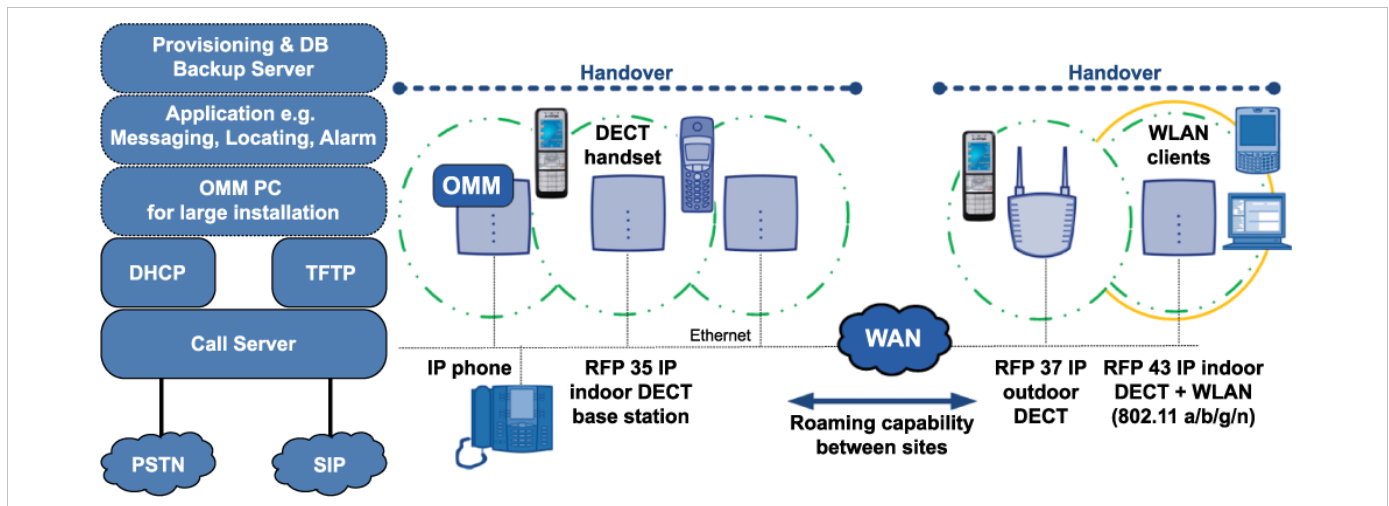 Provisioning & DB
Backup Server
Application e.g.
Messaging, Locating, Alarm
OMM PC
for large installation
DHCP
TFTP
Call Server
PSTN
SIP
Handover
DECT
handset
OMM
Ethernet
IP phone
RFP 35 IP
indoor DECT
base station
WAN
Roaming capability
between sites
Handover
WLAN
clients
RFP 37 IP
outdoor
DECT
RFP 43 IP indoor
DECT + WLAN
(802.11 a/b/g/n)